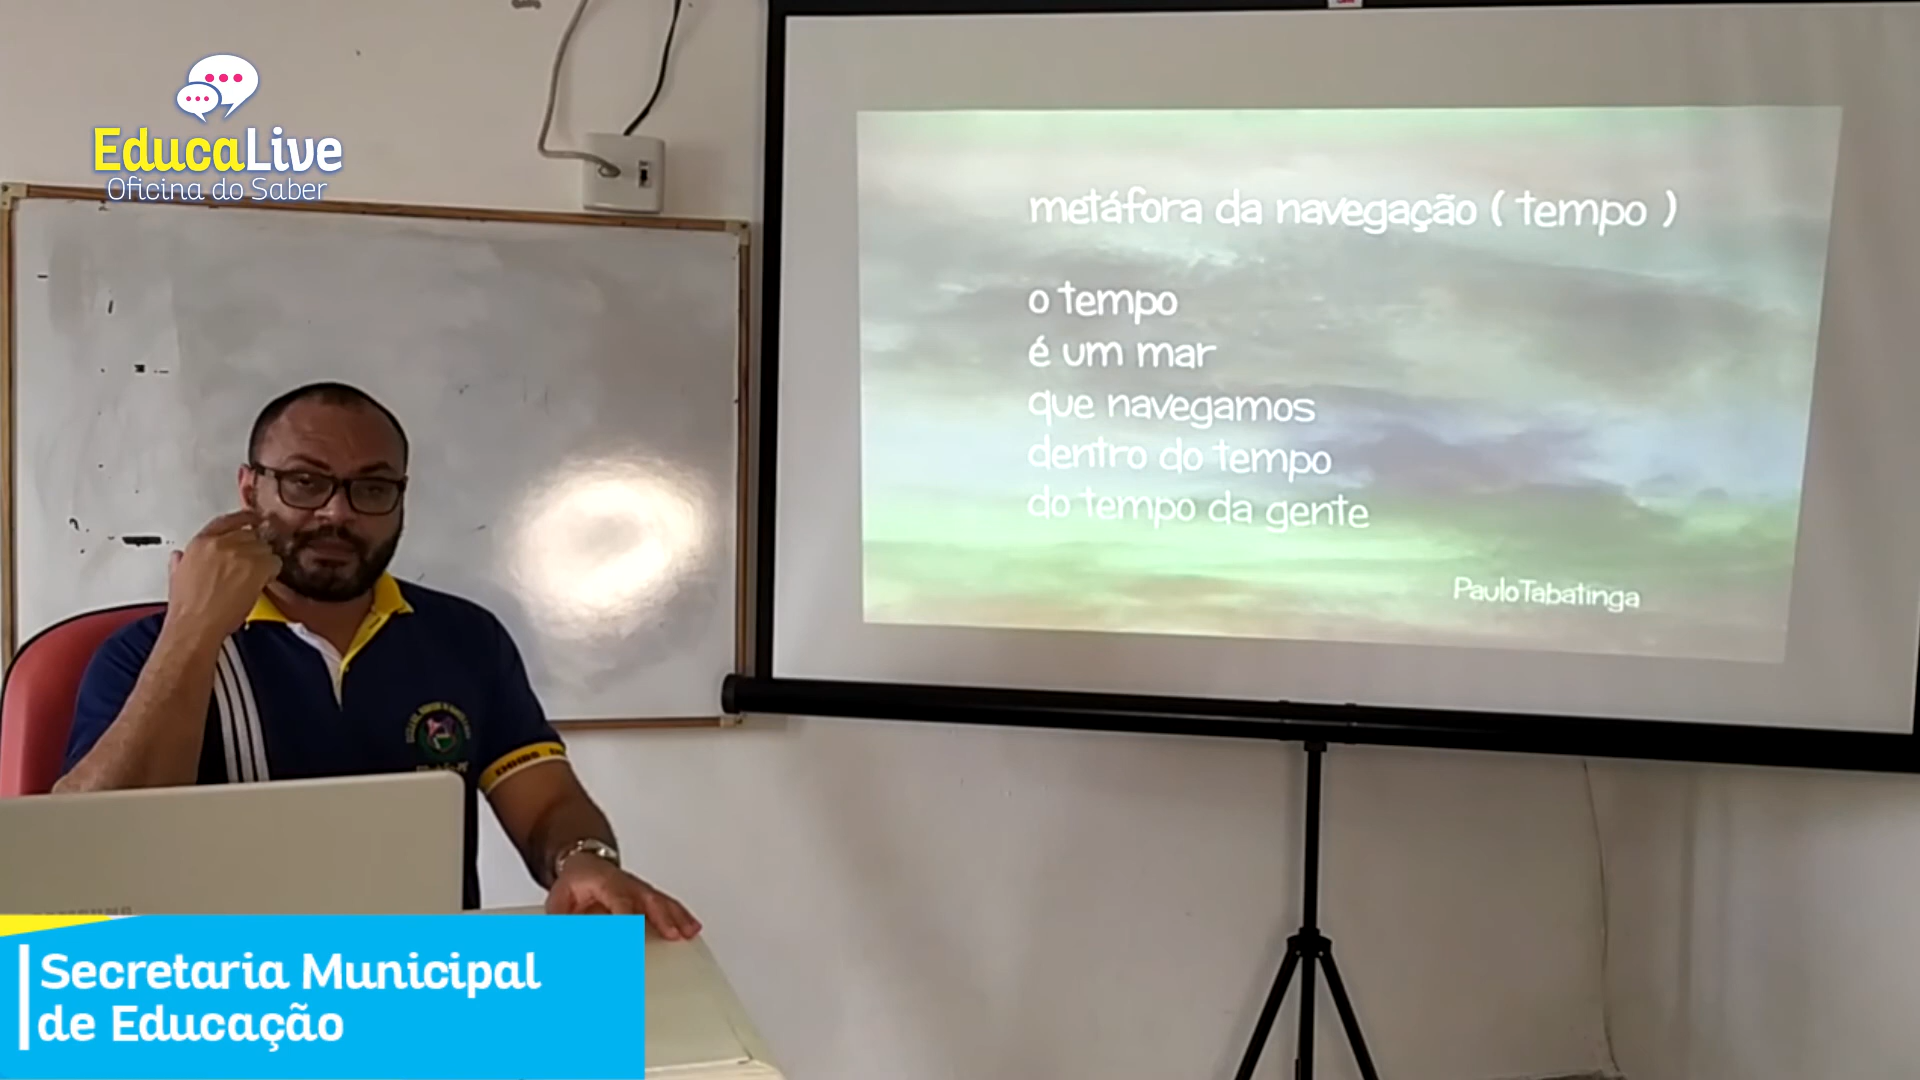 EducaLive
Oficina do Saber
metáfora da navegação ( tempo )
o tempo
é um mar
que navegamos
dentro do tempo
do tempo da gente
PauloTabatinga
Secretaria Municipal
de Educação